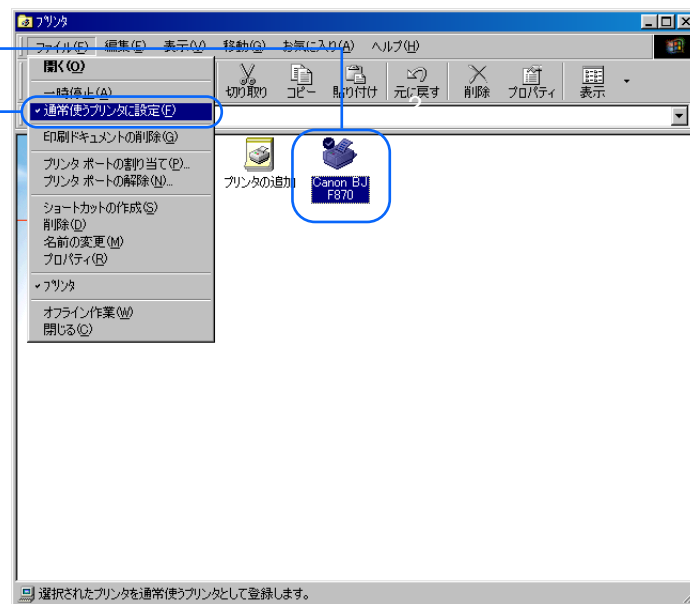 プリンタ
ファイル(F) 編集(E) 表示(V) 移動(G) お気に入り(A) ヘルプ(H)
切り取り コピー 貼り付け 元に戻す 削除 プロパティ 表示
開く(O)
一時停止(A)
通常使うプリンタに設定(F)
印刷ドキュメントの削除(G)
プリンタ ポートの割り当て(P)...
プリンタ ポートの解除(N)...
ショートカットの作成(S)
削除(D)
名前の変更(M)
プロパティ(R)
プリンタ
オフライン作業(W)
閉じる(C)
プリンタの追加
Canon BJ
F870
選択されたプリンタを通常使うプリンタとして登録します。